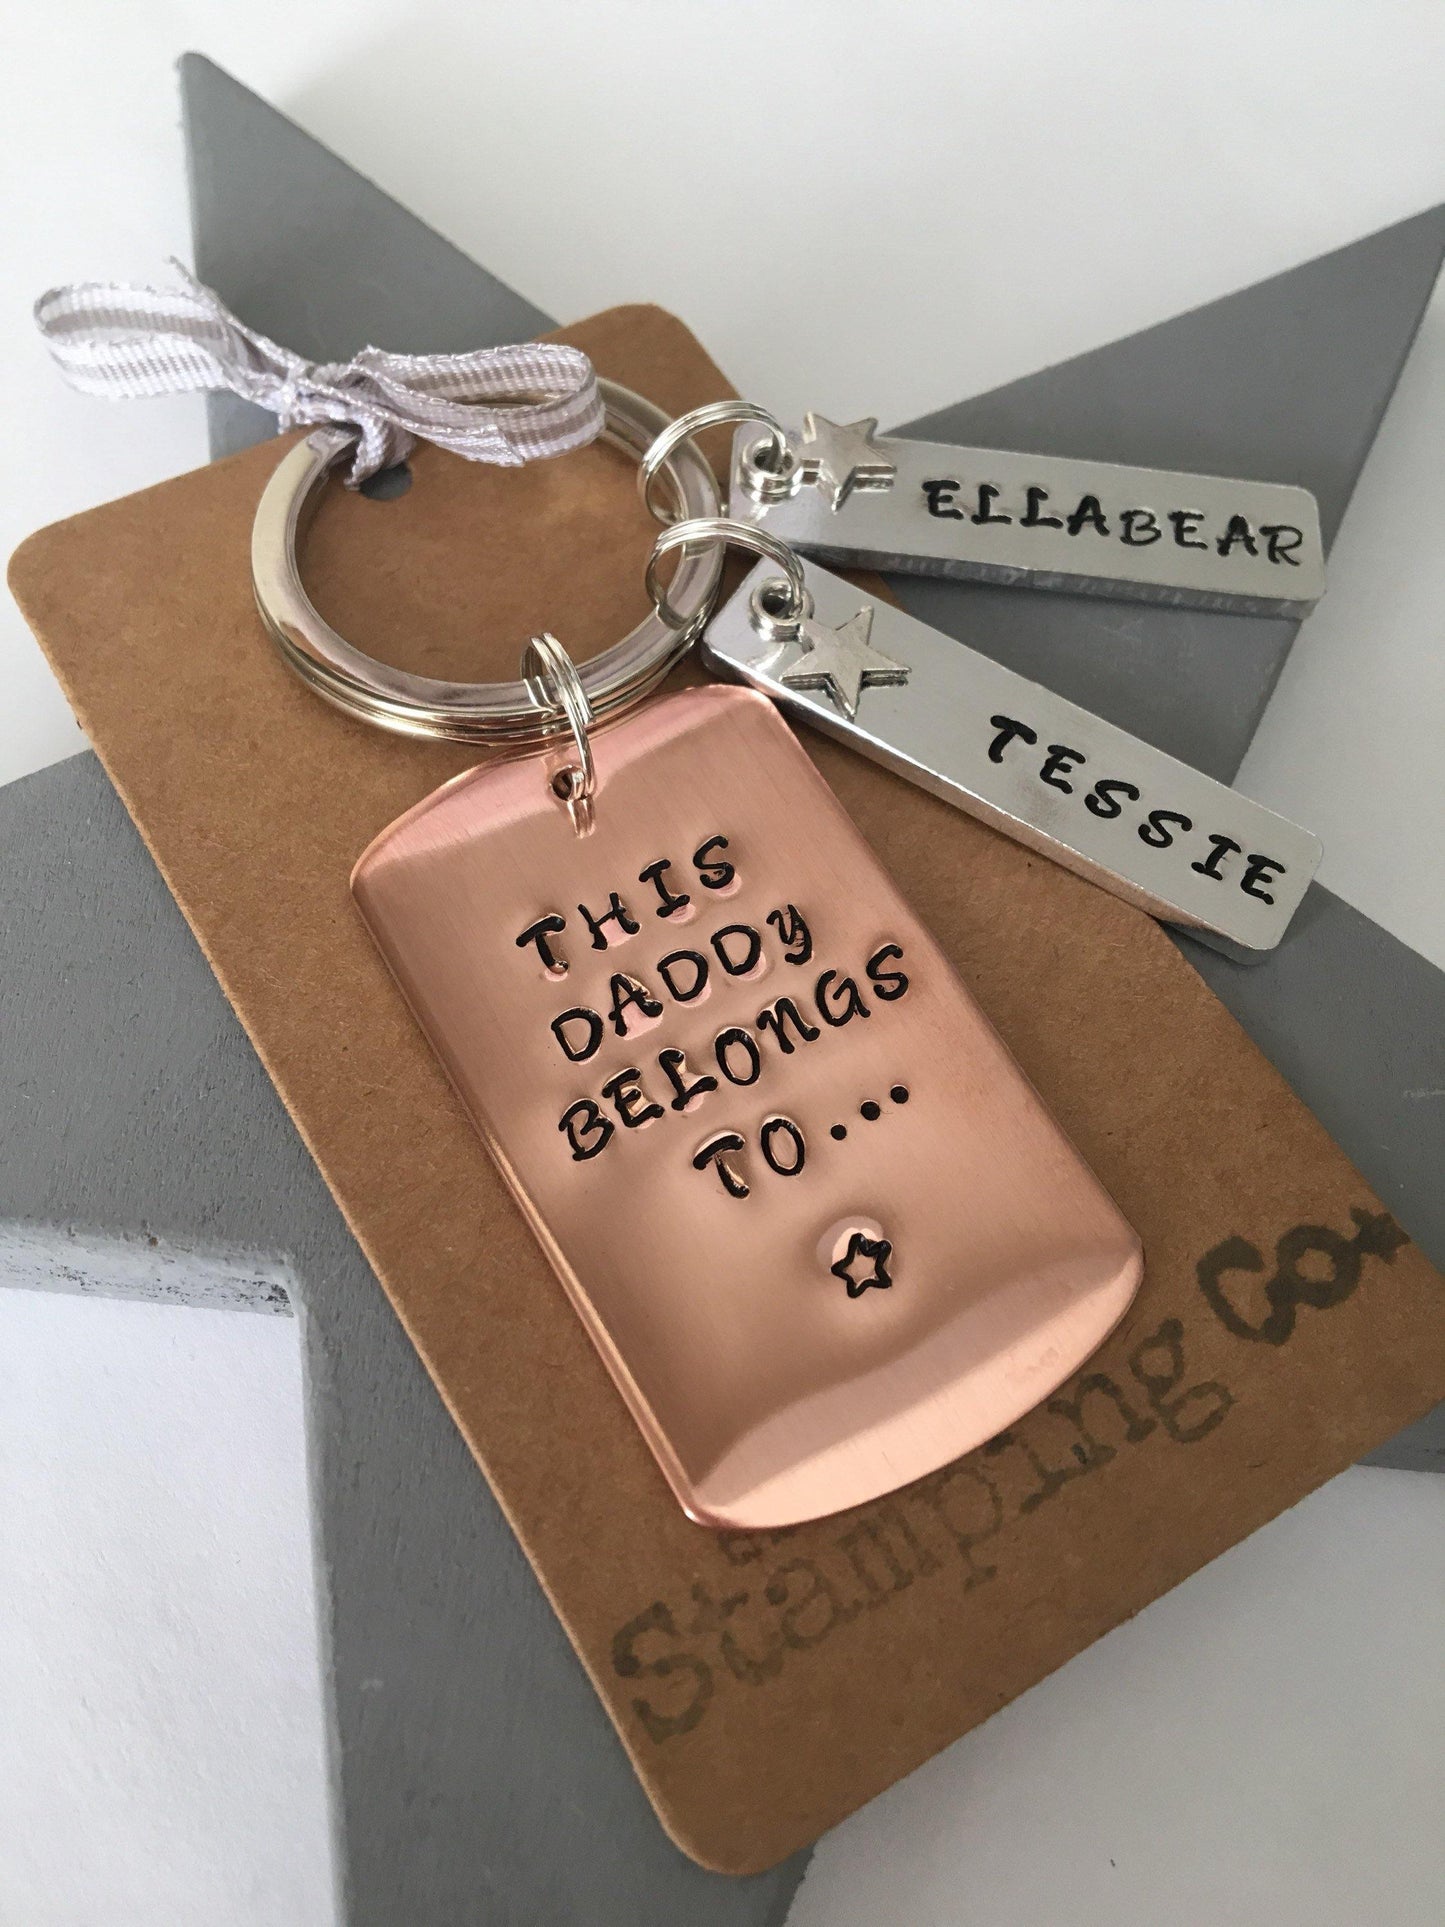 ELLABEAR
TESSIE
THIS
DADDY
BELONGS
TO...
Stamping Co